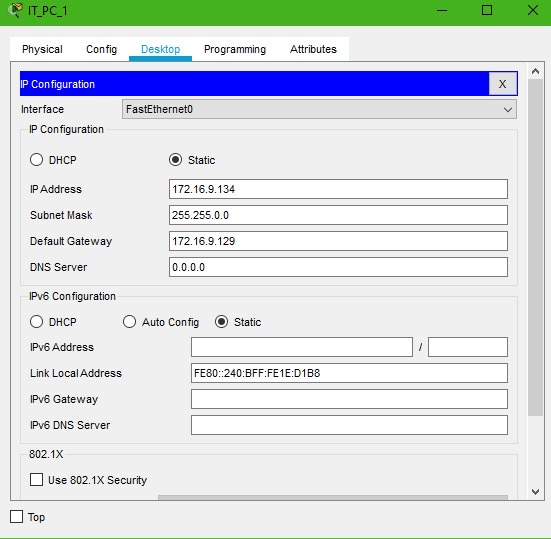 IT_PC_1
Physical Config Desktop Programming Attributes
IP Configuration X
Interface FastEthernet0
IP Configuration
DHCP Static
IP Address 172.16.9.134
Subnet Mask 255.255.0.0
Default Gateway 172.16.9.129
DNS Server 0.0.0.0
IPv6 Configuration
DHCP Auto Config Static
IPv6 Address /
Link Local Address FE80::240:BFF:FE1E:D1B8
IPv6 Gateway
IPv6 DNS Server
802.1X
Use 802.1X Security
Top